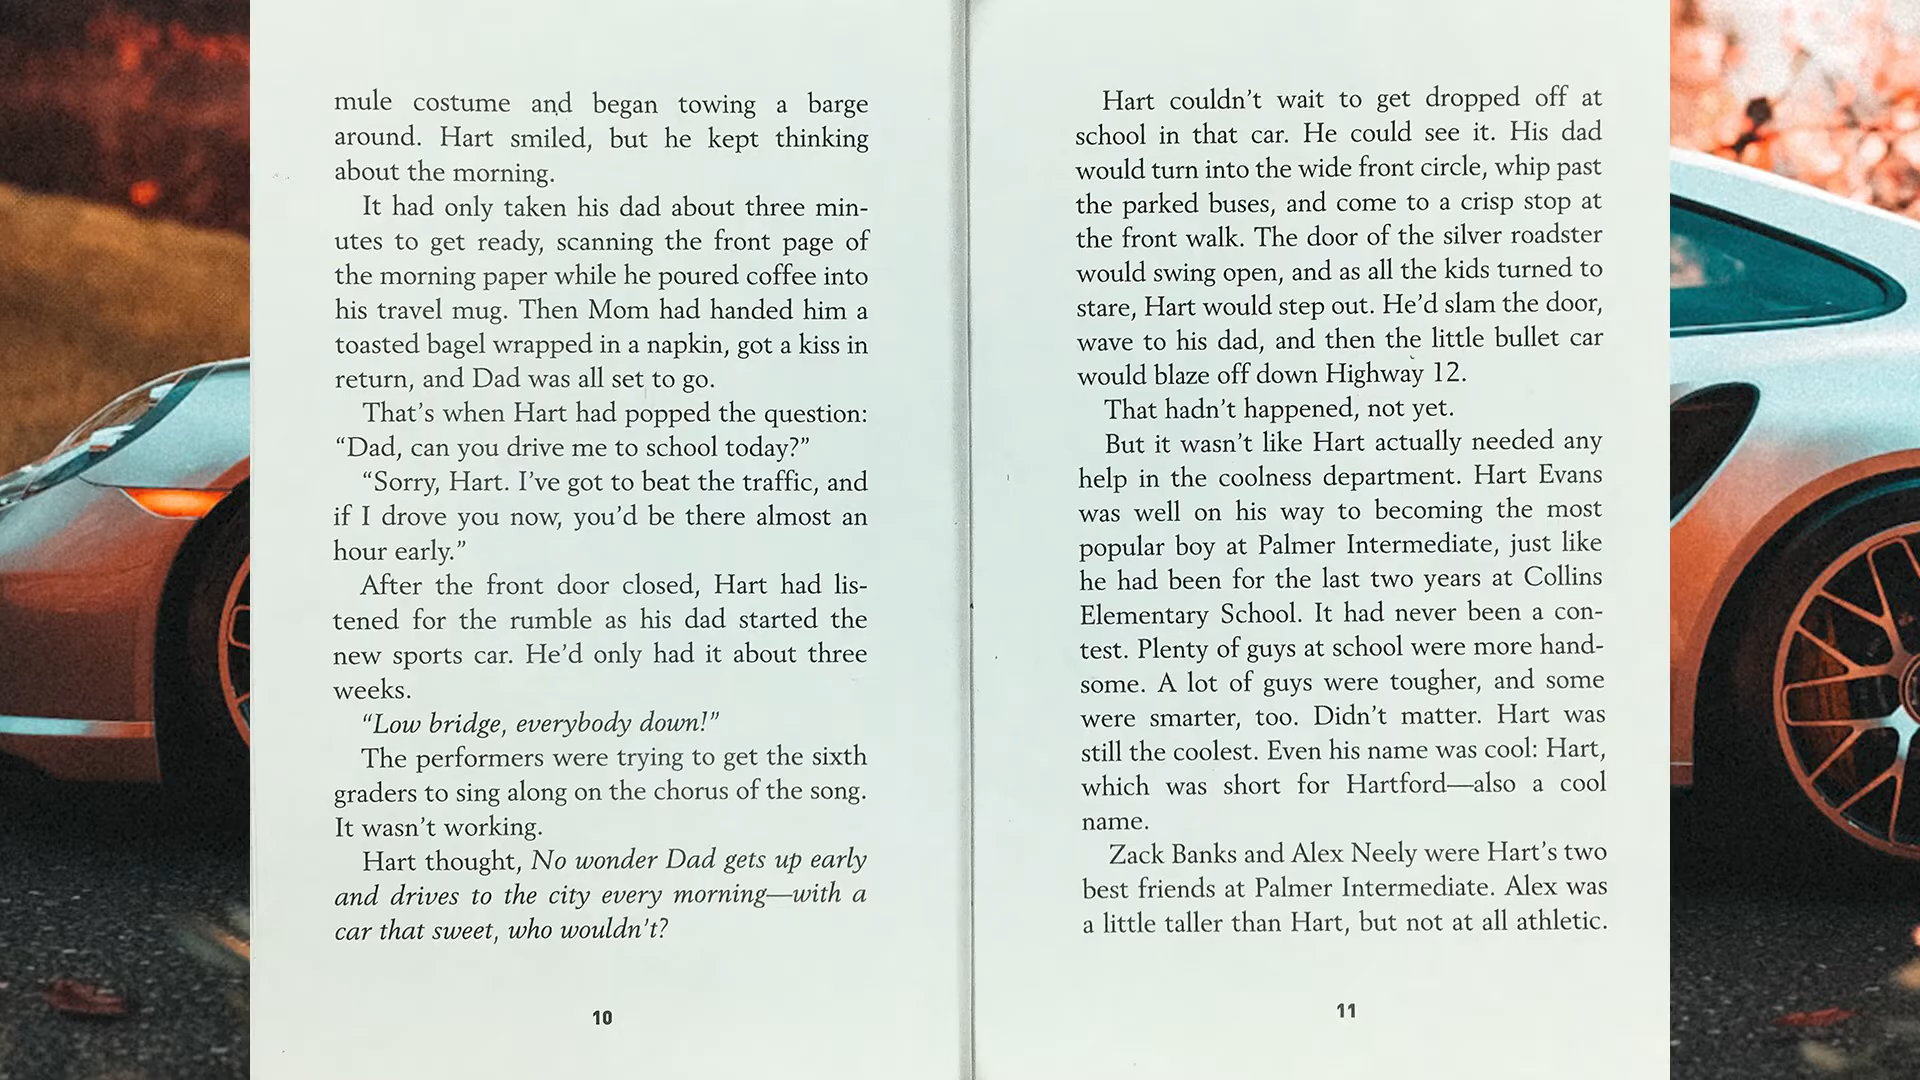 mule costume and began towing a barge
around. Hart smiled, but he kept thinking
about the morning.
It had only taken his dad about three min-
utes to get ready, scanning the front page of
the morning paper while he poured coffee into
his travel mug. Then Mom had handed him a
toasted bagel wrapped in a napkin, got a kiss in
return, and Dad was all set to go.
That’s when Hart had popped the question:
“Dad, can you drive me to school today?”
“Sorry, Hart. I’ve got to beat the traffic, and
if I drove you now, you’d be there almost an
hour early.”
After the front door closed, Hart had lis-
tened for the rumble as his dad started the
new sports car. He’d only had it about three
weeks.
“Low bridge, everybody down!”
The performers were trying to get the sixth
graders to sing along on the chorus of the song.
It wasn’t working.
Hart thought, No wonder Dad gets up early
and drives to the city every morning—with a
car that sweet, who wouldn’t?
10
Hart couldn’t wait to get dropped off at
school in that car. He could see it. His dad
would turn into the wide front circle, whip past
the parked buses, and come to a crisp stop at
the front walk. The door of the silver roadster
would swing open, and as all the kids turned to
stare, Hart would step out. He’d slam the door,
wave to his dad, and then the little bullet car
would blaze off down Highway 12.
That hadn’t happened, not yet.
But it wasn’t like Hart actually needed any
help in the coolness department. Hart Evans
was well on his way to becoming the most
popular boy at Palmer Intermediate, just like
he had been for the last two years at Collins
Elementary School. It had never been a con-
test. Plenty of guys at school were more hand-
some. A lot of guys were tougher, and some
were smarter, too. Didn’t matter. Hart was
still the coolest. Even his name was cool: Hart,
which was short for Hartford—also a cool
name.
Zack Banks and Alex Neely were Hart’s two
best friends at Palmer Intermediate. Alex was
a little taller than Hart, but not at all athletic.
11